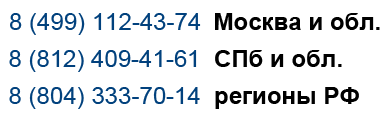 8 (499) 112-43-74 Москва и обл.
8 (812) 409-41-61 СПб и обл.
8 (804) 333-70-14 регионы РФ